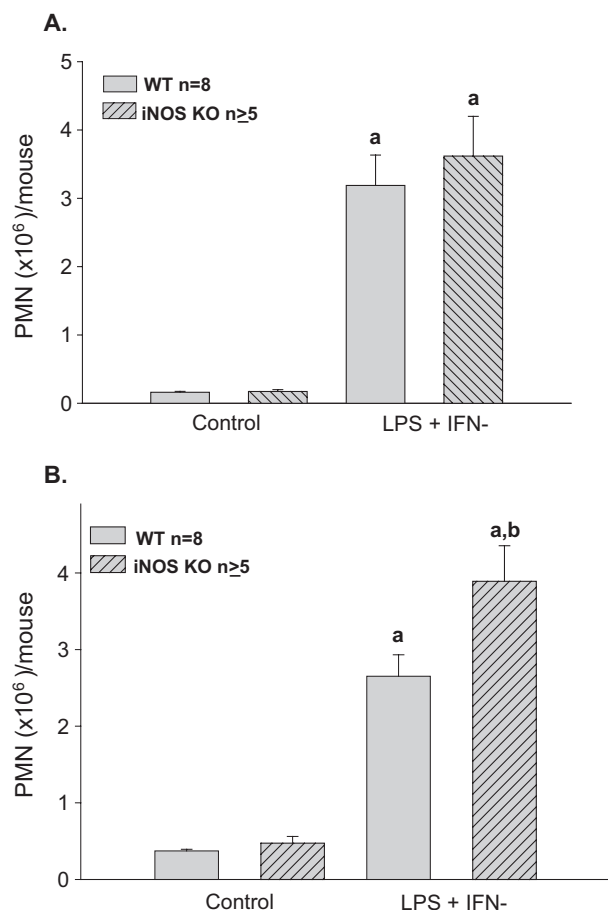 A.
WT n=8
iNOS KO n≥5
a
a
PMN (x10⁶)/mouse
5
4
3
2
1
0
Control
LPS + IFN-
B.
WT n=8
iNOS KO n≥5
a,b
a
PMN (x10⁶)/mouse
4
3
2
1
0
Control
LPS + IFN-